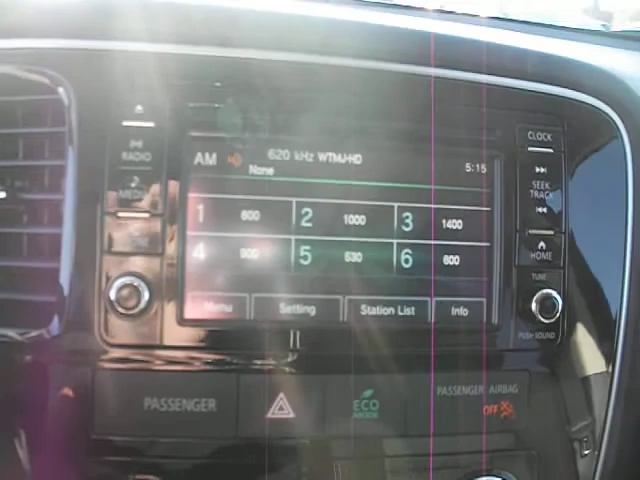 CLOCK
RADIO
AM 620 kHz WTMJ-HD 5:15
None
MEDIA
SEEK
TRACK
1 600 2 1000 3 1400
4 900 5 530 6 600
HOME
TUNE
Menu Setting Station List Info
PUSH SOUND
PASSENGER
ECO
MODE
PASSENGER AIRBAG
OFF